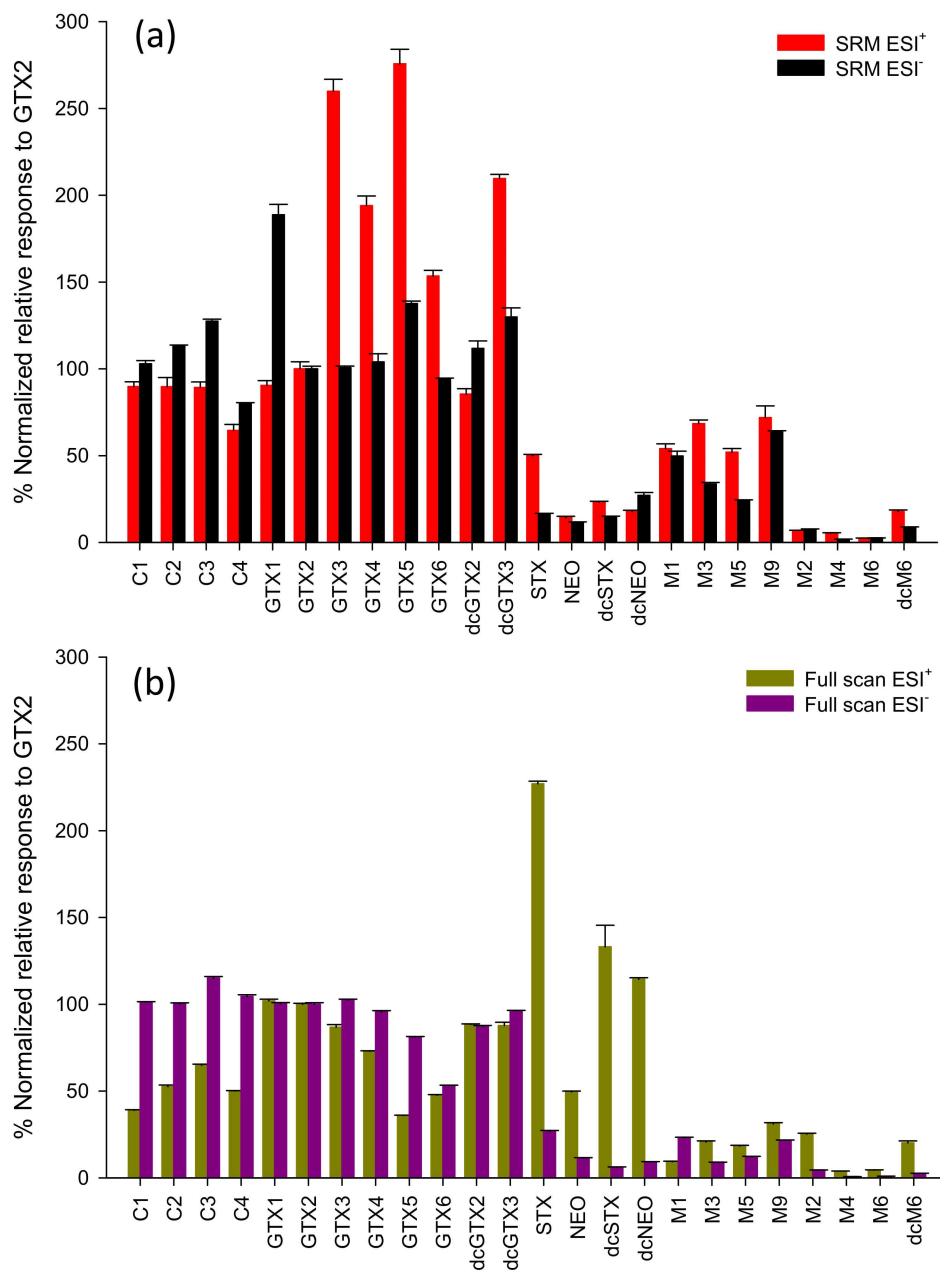 (a)
SRM ESI⁺
SRM ESI⁻
% Normalized relative response to GTX2
300
250
200
150
100
50
0
C1 C2 C3 C4 GTX1 GTX2 GTX3 GTX4 GTX5 GTX6 dcGTX2 dcGTX3 STX NEO dcSTX dcNEO M1 M3 M5 M9 M2 M4 M6 dcM6
(b)
Full scan ESI⁺
Full scan ESI⁻
% Normalized relative response to GTX2
300
250
200
150
100
50
0
C1 C2 C3 C4 GTX1 GTX2 GTX3 GTX4 GTX5 GTX6 dcGTX2 dcGTX3 STX NEO dcSTX dcNEO M1 M3 M5 M9 M2 M4 M6 dcM6